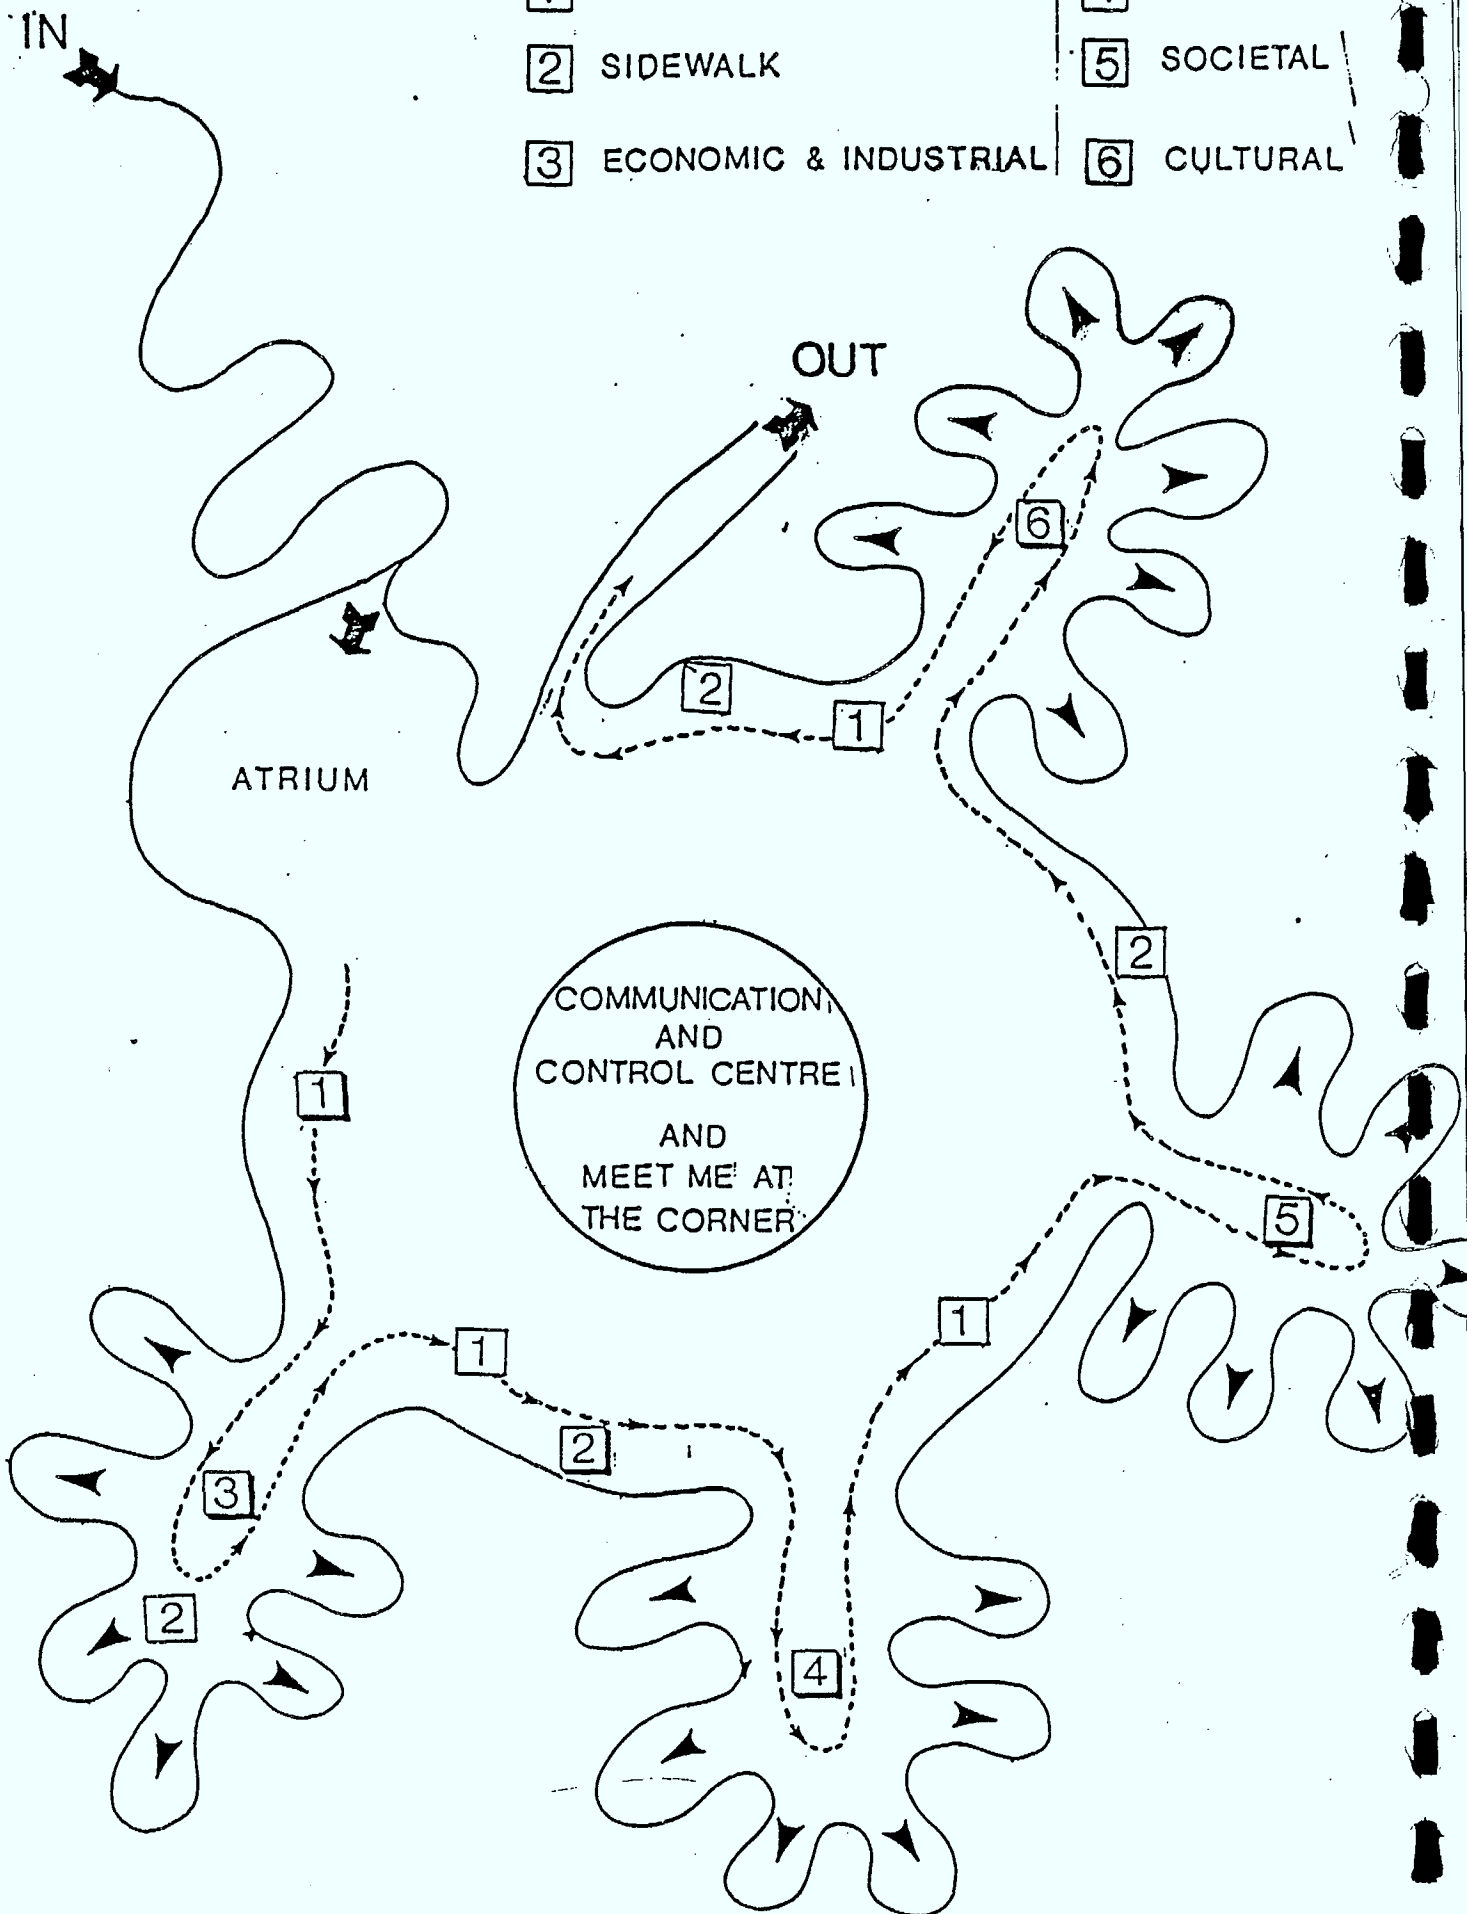 IN
2 SIDEWALK
5 SOCIETAL
3 ECONOMIC & INDUSTRIAL
6 CULTURAL
OUT
6
2
1
ATRIUM
2
COMMUNICATION
AND
CONTROL CENTRE
AND
MEET ME AT
THE CORNER
1
5
1
1
2
3
2
4